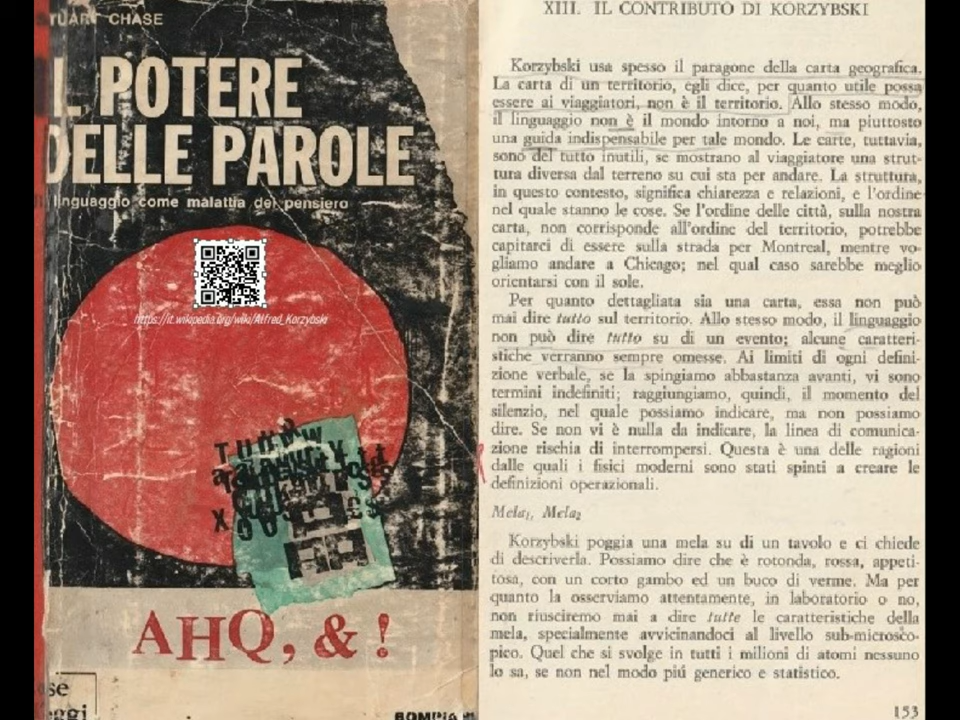 TUART CHASE
IL POTERE
DELLE PAROLE
linguaggio come malattia del pensiero
https://it.wikipedia.org/wiki/Alfred_Korzybski
AHQ, & !
BOMPIA
XIII. IL CONTRIBUTO DI KORZYBSKI
Korzybski usa spesso il paragone della carta geografica.
La carta di un territorio, egli dice, per quanto utile possa
essere ai viaggiatori, non è il territorio. Allo stesso modo,
il linguaggio non è il mondo intorno a noi, ma piuttosto
una guida indispensabile per tale mondo. Le carte, tuttavia,
sono del tutto inutili, se mostrano al viaggiatore una strut-
tura diversa dal terreno su cui sta per andare. La struttura,
in questo contesto, significa chiarezza e relazioni, e l'ordine
nel quale stanno le cose. Se l'ordine delle città, sulla nostra
carta, non corrisponde all'ordine del territorio, potrebbe
capitarci di essere sulla strada per Montreal, mentre vo-
gliamo andare a Chicago; nel qual caso sarebbe meglio
orientarsi con il sole.
Per quanto dettagliata sia una carta, essa non può
mai dire tutto sul territorio. Allo stesso modo, il linguaggio
non può dire tutto su di un evento; alcune caratteri-
stiche verranno sempre omesse. Ai limiti di ogni defini-
zione verbale, se la spingiamo abbastanza avanti, vi sono
termini indefiniti; raggiungiamo, quindi, il momento del
silenzio, nel quale possiamo indicare, ma non possiamo
dire. Se non vi è nulla da indicare, la linea di comunica-
zione rischia di interrompersi. Questa è una delle ragioni
dalle quali i fisici moderni sono stati spinti a creare le
definizioni operazionali.
Mela₁, Mela₂
Korzybski poggia una mela su di un tavolo e ci chiede
di descriverla. Possiamo dire che è rotonda, rossa, appeti-
tosa, con un corto gambo ed un buco di verme. Ma per
quanto la osserviamo attentamente, in laboratorio o no,
non riusciremo mai a dire tutte le caratteristiche della
mela, specialmente avvicinandoci al livello sub-microsco-
pico. Quel che si svolge in tutti i milioni di atomi nessuno
lo sa, se non nel modo piú generico e statistico.
153